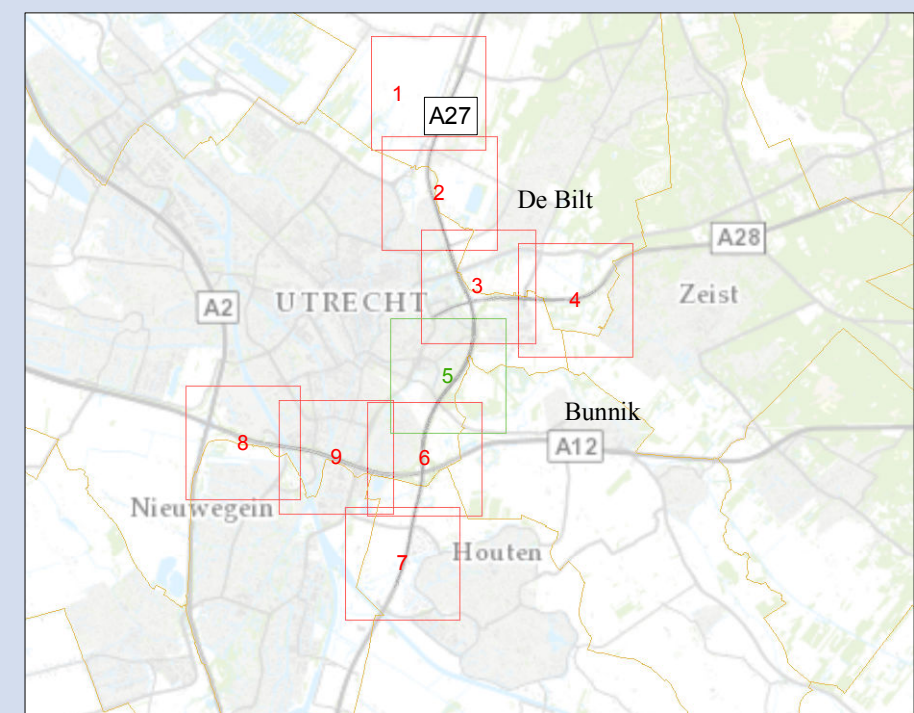 1
A27
2
De Bilt
A28
3
4
Zeist
A2
UTRECHT
5
Bunnik
8
9
6
A12
Nieuwegein
Houten
7